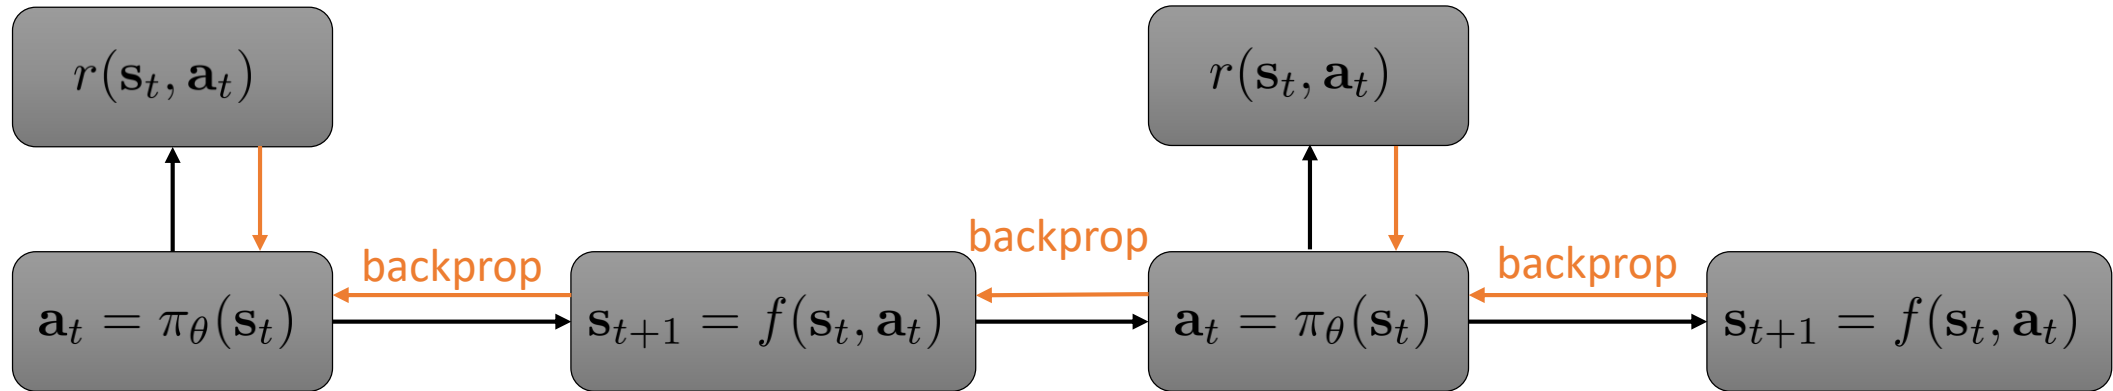 r(𝐬_t, 𝐚_t)
r(𝐬_t, 𝐚_t)
backprop
backprop
backprop
𝐚_t = π_θ(𝐬_t)
𝐬_{t+1} = f(𝐬_t, 𝐚_t)
𝐚_t = π_θ(𝐬_t)
𝐬_{t+1} = f(𝐬_t, 𝐚_t)